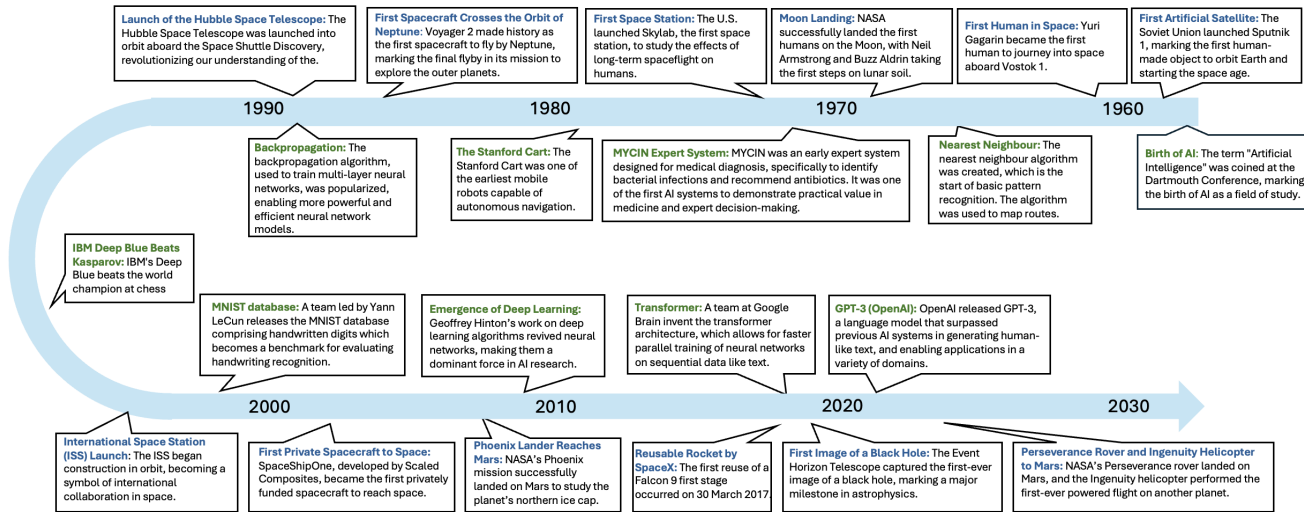 Launch of the Hubble Space Telescope: The
Hubble Space Telescope was launched into
orbit aboard the Space Shuttle Discovery,
revolutionizing our understanding of the.
First Spacecraft Crosses the Orbit of
Neptune: Voyager 2 made history as
the first spacecraft to fly by Neptune,
marking the final flyby in its mission to
explore the outer planets.
First Space Station: The U.S.
launched Skylab, the first space
station, to study the effects of
long-term spaceflight on
humans.
Moon Landing: NASA
successfully landed the first
humans on the Moon, with Neil
Armstrong and Buzz Aldrin taking
the first steps on lunar soil.
First Human in Space: Yuri
Gagarin became the first
human to journey into space
aboard Vostok 1.
First Artificial Satellite: The
Soviet Union launched Sputnik
1, marking the first human-
made object to orbit Earth and
starting the space age.
1990
1980
1970
1960
Backpropagation: The
backpropagation algorithm,
used to train multi-layer neural
networks, was popularized,
enabling more powerful and
efficient neural network
models.
The Stanford Cart: The
Stanford Cart was one of
the earliest mobile
robots capable of
autonomous navigation.
MYCIN Expert System: MYCIN was an early expert system
designed for medical diagnosis, specifically to identify
bacterial infections and recommend antibiotics. It was one
of the first AI systems to demonstrate practical value in
medicine and expert decision-making.
Nearest Neighbour: The
nearest neighbour algorithm
was created, which is the
start of basic pattern
recognition. The algorithm
was used to map routes.
Birth of AI: The term "Artificial
Intelligence" was coined at the
Dartmouth Conference, marking
the birth of AI as a field of study.
IBM Deep Blue Beats
Kasparov: IBM's Deep
Blue beats the world
champion at chess
MNIST database: A team led by Yann
LeCun releases the MNIST database
comprising handwritten digits which
becomes a benchmark for evaluating
handwriting recognition.
Emergence of Deep Learning:
Geoffrey Hinton's work on deep
learning algorithms revived neural
networks, making them a
dominant force in AI research.
Transformer: A team at Google
Brain invent the transformer
architecture, which allows for faster
parallel training of neural networks
on sequential data like text.
GPT-3 (OpenAI): OpenAI released GPT-3,
a language model that surpassed
previous AI systems in generating human-
like text, and enabling applications in a
variety of domains.
2000
2010
2020
2030
International Space Station
(ISS) Launch: The ISS began
construction in orbit, becoming a
symbol of international
collaboration in space.
First Private Spacecraft to Space:
SpaceShipOne, developed by Scaled
Composites, became the first privately
funded spacecraft to reach space.
Phoenix Lander Reaches
Mars: NASA's Phoenix
mission successfully
landed on Mars to study the
planet's northern ice cap.
Reusable Rocket by
SpaceX: The first reuse of a
Falcon 9 first stage
occurred on 30 March 2017.
First Image of a Black Hole: The Event
Horizon Telescope captured the first-ever
image of a black hole, marking a major
milestone in astrophysics.
Perseverance Rover and Ingenuity Helicopter
to Mars: NASA's Perseverance rover landed on
Mars, and the Ingenuity helicopter performed the
first-ever powered flight on another planet.